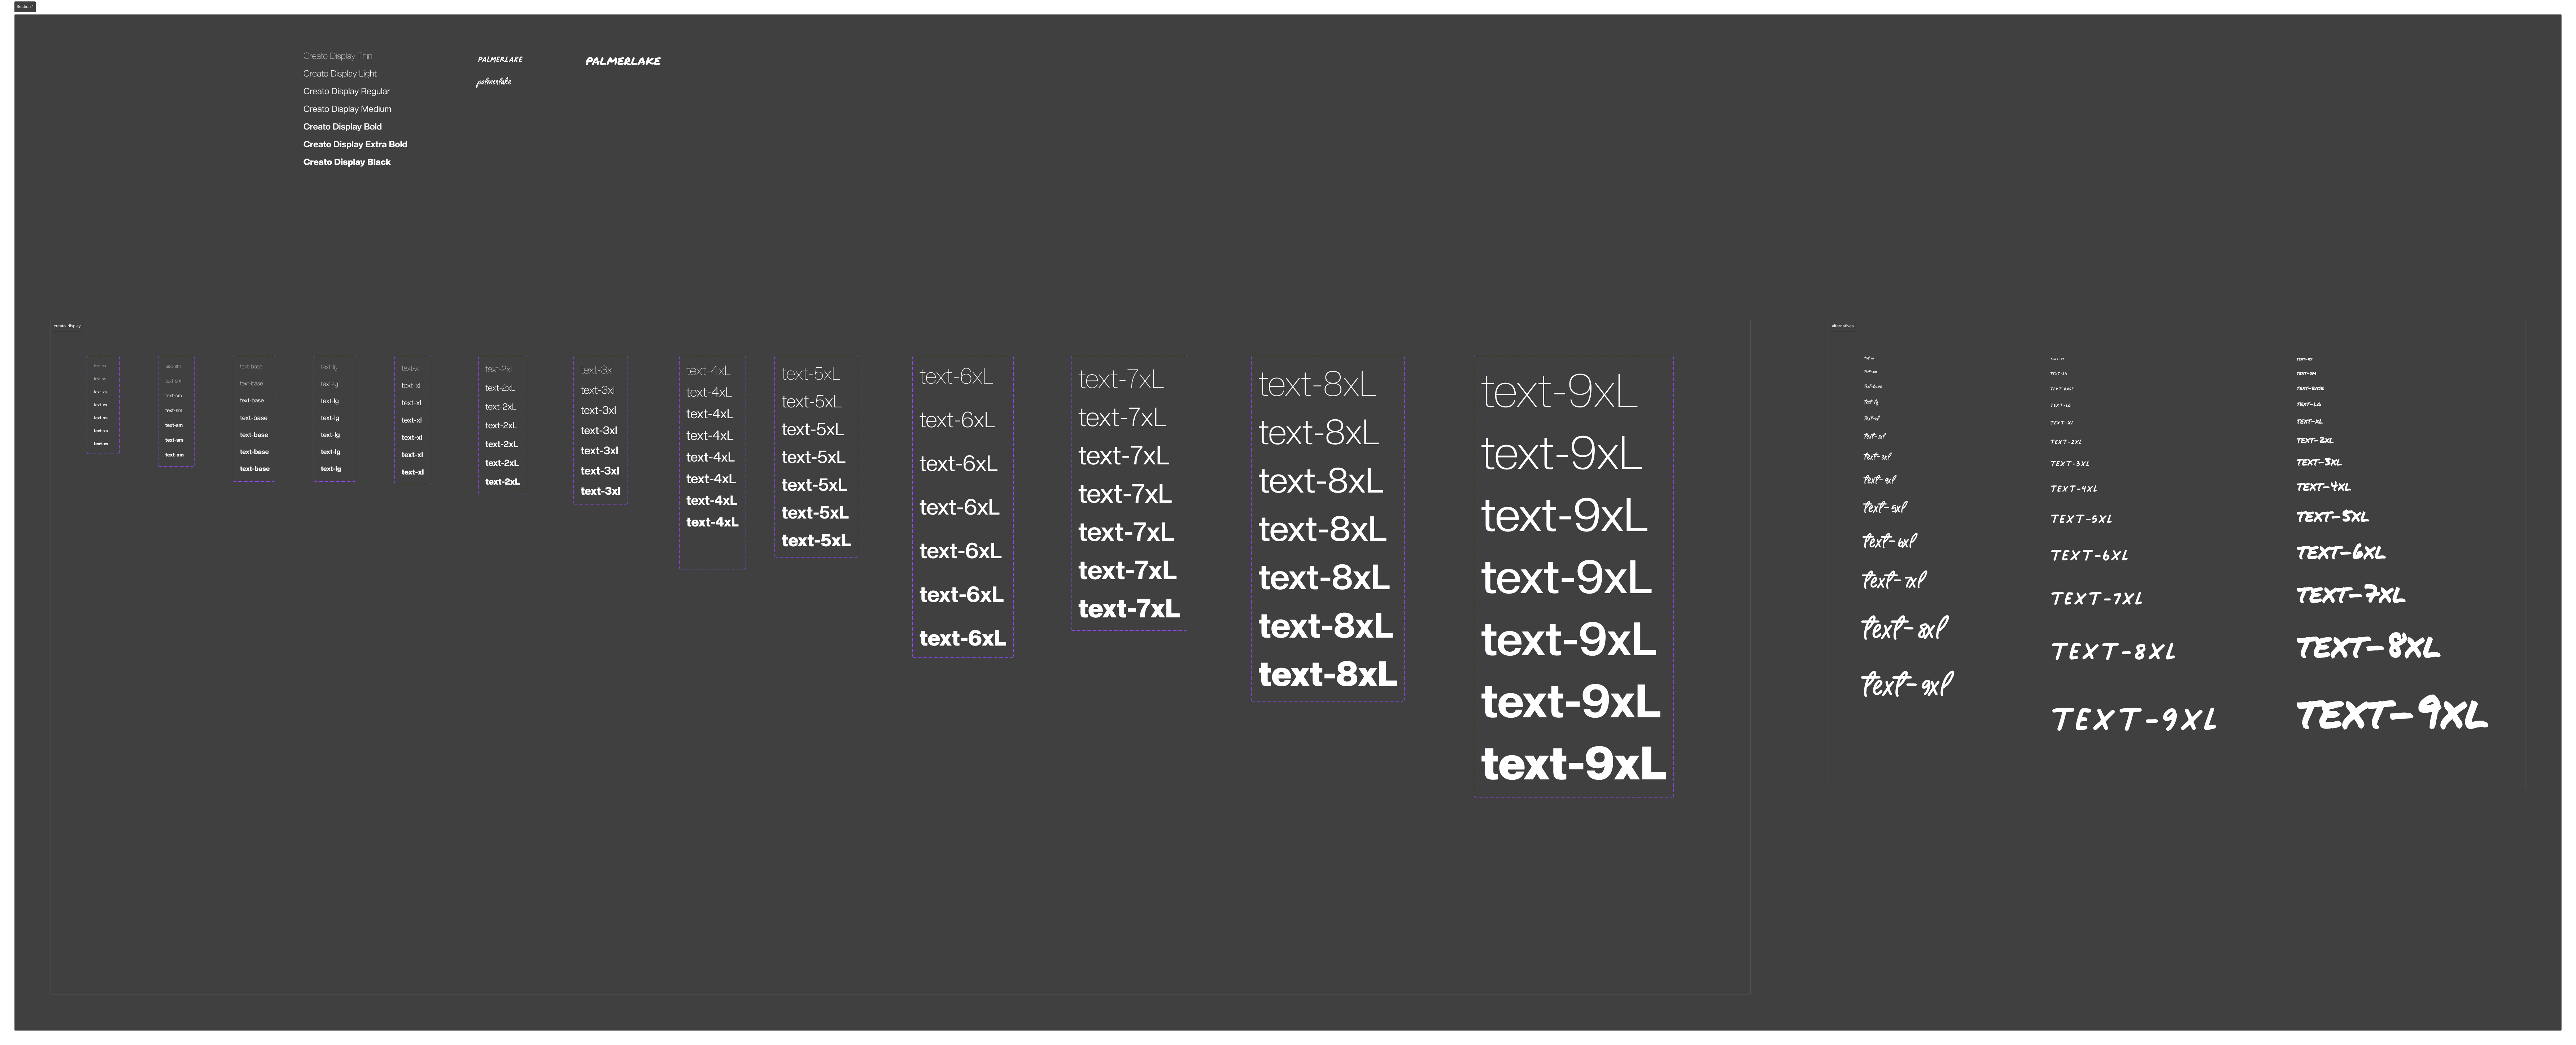 Section 1
Creato Display Thin
Creato Display Light
Creato Display Regular
Creato Display Medium
Creato Display Bold
Creato Display Extra Bold
Creato Display Black
PALMERLAKE
palmerlake
PALMERLAKE
creato-display
text-xs
text-xs
text-xs
text-xs
text-xs
text-xs
text-xs
text-sm
text-sm
text-sm
text-sm
text-sm
text-sm
text-sm
text-base
text-base
text-base
text-base
text-base
text-base
text-base
text-lg
text-lg
text-lg
text-lg
text-lg
text-lg
text-lg
text-xl
text-xl
text-xl
text-xl
text-xl
text-xl
text-xl
text-2xL
text-2xL
text-2xL
text-2xL
text-2xL
text-2xL
text-2xL
text-3xl
text-3xl
text-3xl
text-3xl
text-3xl
text-3xl
text-3xl
text-4xL
text-4xL
text-4xL
text-4xL
text-4xL
text-4xL
text-4xL
text-4xL
text-5xL
text-5xL
text-5xL
text-5xL
text-5xL
text-5xL
text-5xL
text-6xL
text-6xL
text-6xL
text-6xL
text-6xL
text-6xL
text-6xL
text-7xL
text-7xL
text-7xL
text-7xL
text-7xL
text-7xL
text-7xL
text-8xL
text-8xL
text-8xL
text-8xL
text-8xL
text-8xL
text-8xL
text-9xL
text-9xL
text-9xL
text-9xL
text-9xL
text-9xL
text-9xL
alternatives
text-xs
text-sm
text-base
text-lg
text-xl
text-2xl
text-3xl
text-4xl
text-5xl
text-6xl
text-7xl
text-8xl
text-9xl
TEXT-XS
TEXT-SM
TEXT-BASE
TEXT-LG
TEXT-XL
TEXT-2XL
TEXT-3XL
TEXT-4XL
TEXT-5XL
TEXT-6XL
TEXT-7XL
TEXT-8XL
TEXT-9XL
TEXT-XS
TEXT-SM
TEXT-BASE
TEXT-LG
TEXT-XL
TEXT-2XL
TEXT-3XL
TEXT-4XL
TEXT-5XL
TEXT-6XL
TEXT-7XL
TEXT-8XL
TEXT-9XL